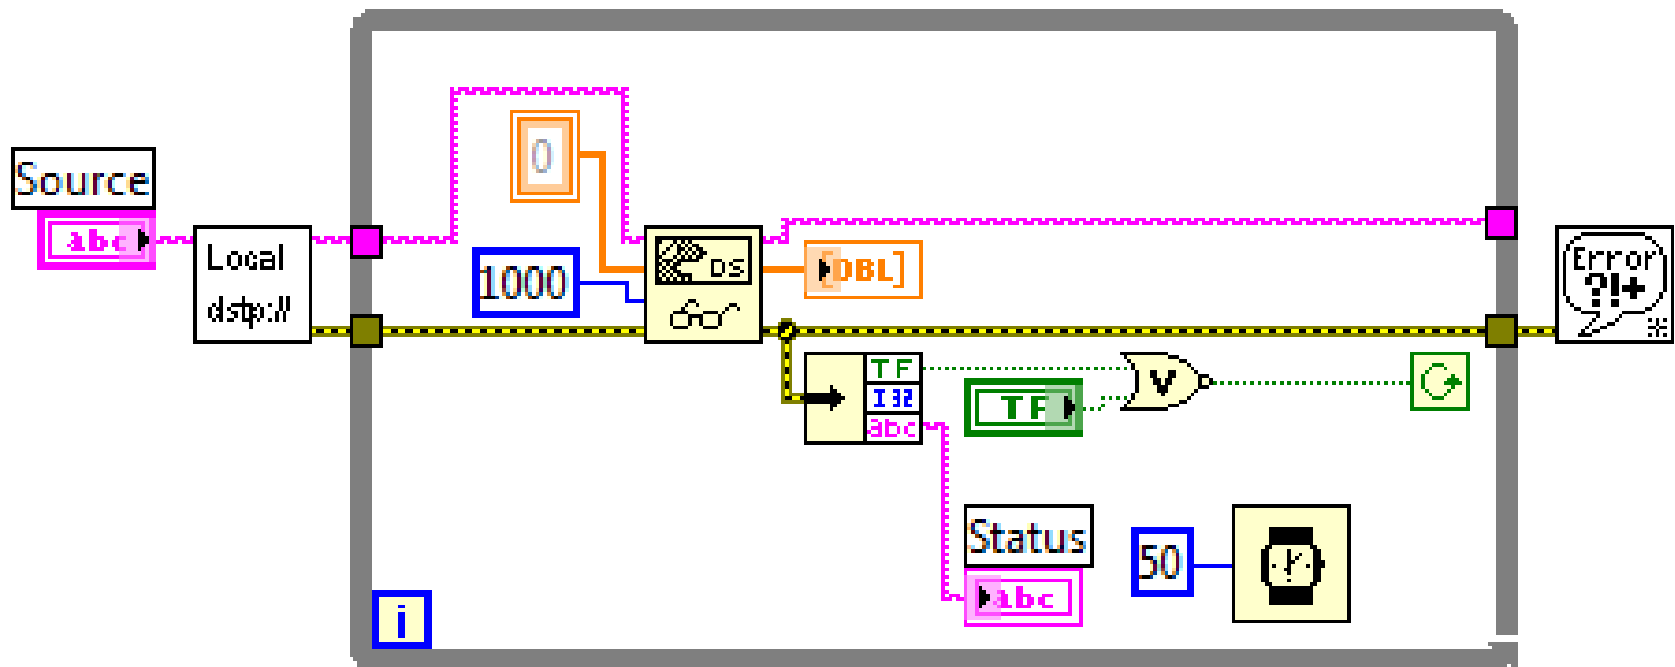 Source
abc
Local
dstp://
0
1000
DS
[DBL]
Error
?!+
TF
I32
abc
TF
V
Status
abc
50
i